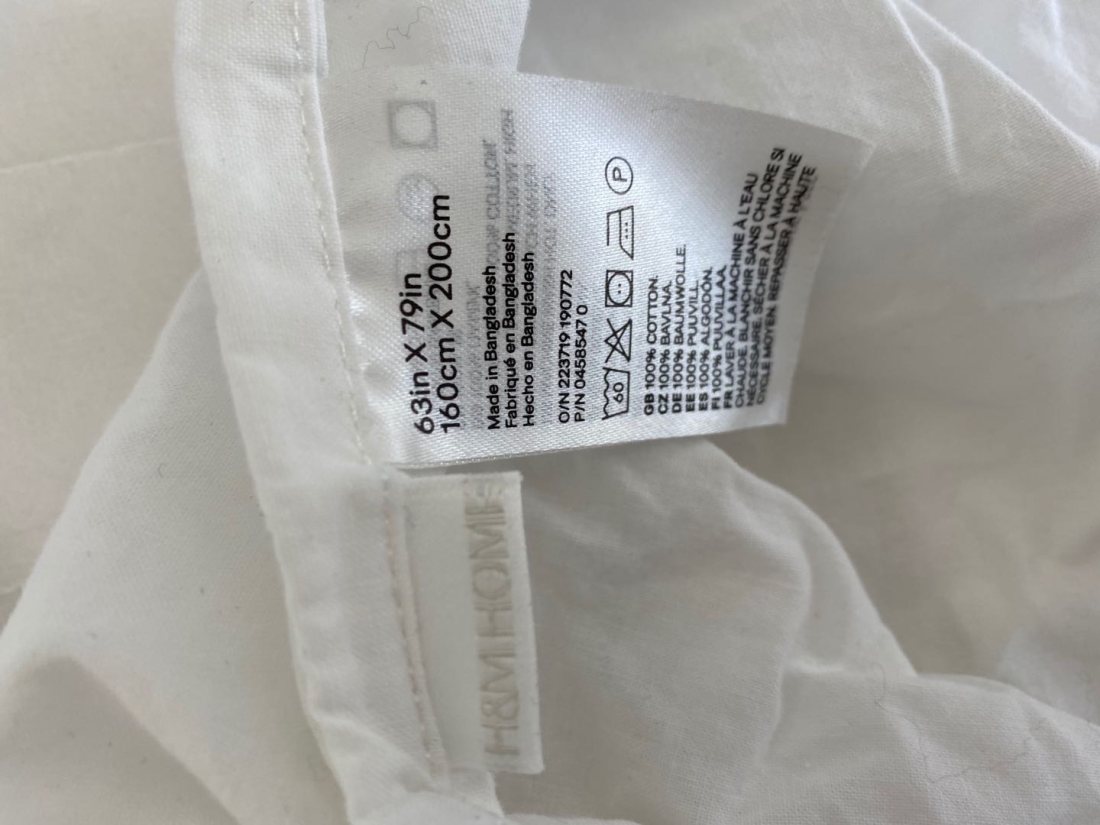 63in X 79in
160cm X 200cm
Made in Bangladesh
Fabriqué en Bangladesh
Hecho en Bangladesh
O/N 223719 190772
P/N 0458547 0
60
P
GB 100% COTTON.
CZ 100% BAVLNA.
DE 100% BAUMWOLLE.
EE 100% PUUVILL.
ES 100% ALGODÓN.
FI 100% PUUVILLAA.
FR LAVER À LA MACHINE À L'EAU
CHAUDE. BLANCHIR SANS CHLORE SI
NÉCESSAIRE. SÉCHER À LA MACHINE
CYCLE MOYEN. REPASSER À HAUTE
H&M HOME